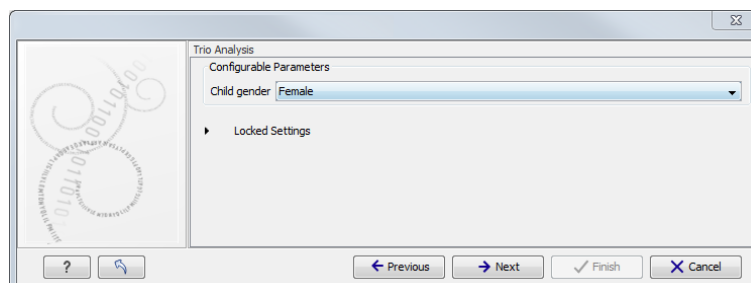 Trio Analysis
Configurable Parameters
Child gender Female
Locked Settings
? Previous Next Finish Cancel